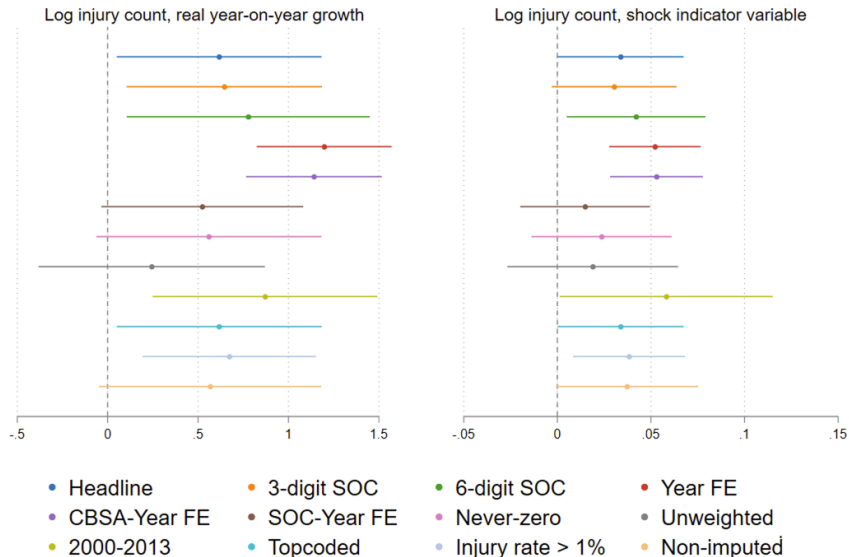 Log injury count, real year-on-year growth
Log injury count, shock indicator variable
-.5 0 .5 1 1.5
-.05 0 .05 .1 .15
Headline 3-digit SOC 6-digit SOC Year FE
CBSA-Year FE SOC-Year FE Never-zero Unweighted
2000-2013 Topcoded Injury rate > 1% Non-imputed